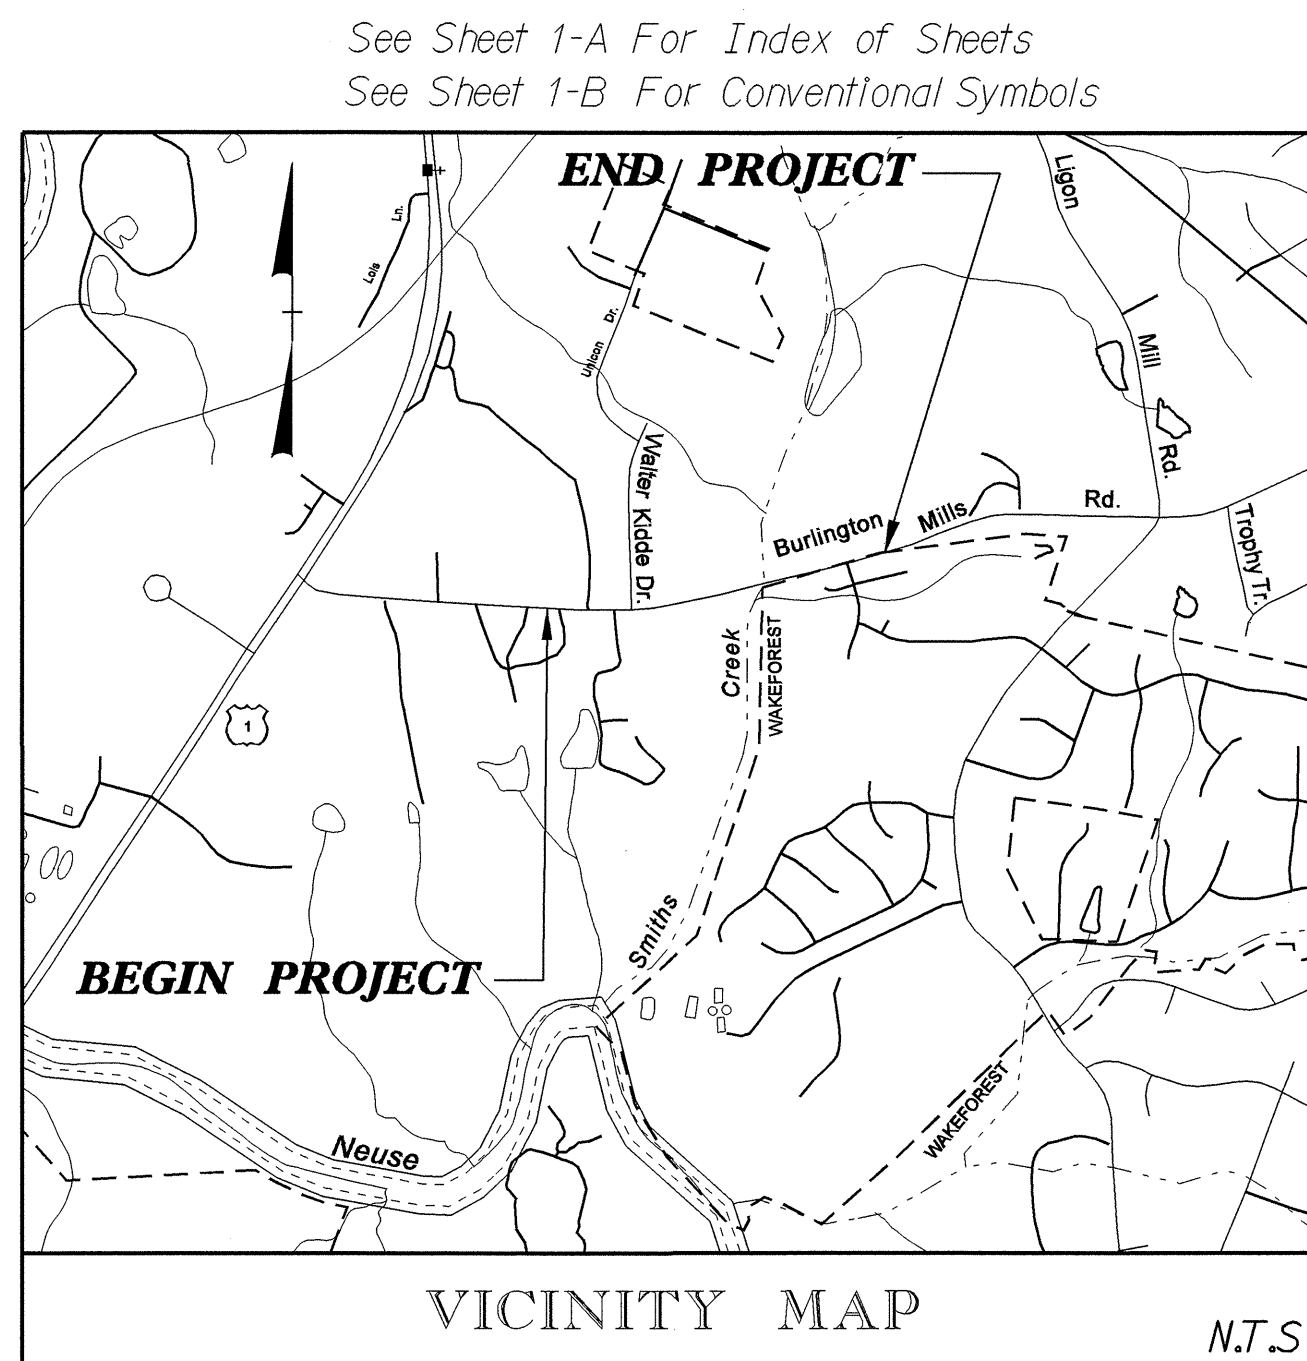 See Sheet 1-A For Index of Sheets
See Sheet 1-B For Conventional Symbols
END PROJECT
Ligon
Mill
Rd.
Lois
Ln.
Unicon
Dr.
Walter Kidde Dr.
Burlington
Mills
Rd.
Trophy Tr.
Creek
WAKEFOREST
1
Smiths
BEGIN PROJECT
WAKEFOREST
Neuse
VICINITY MAP
N.T.S